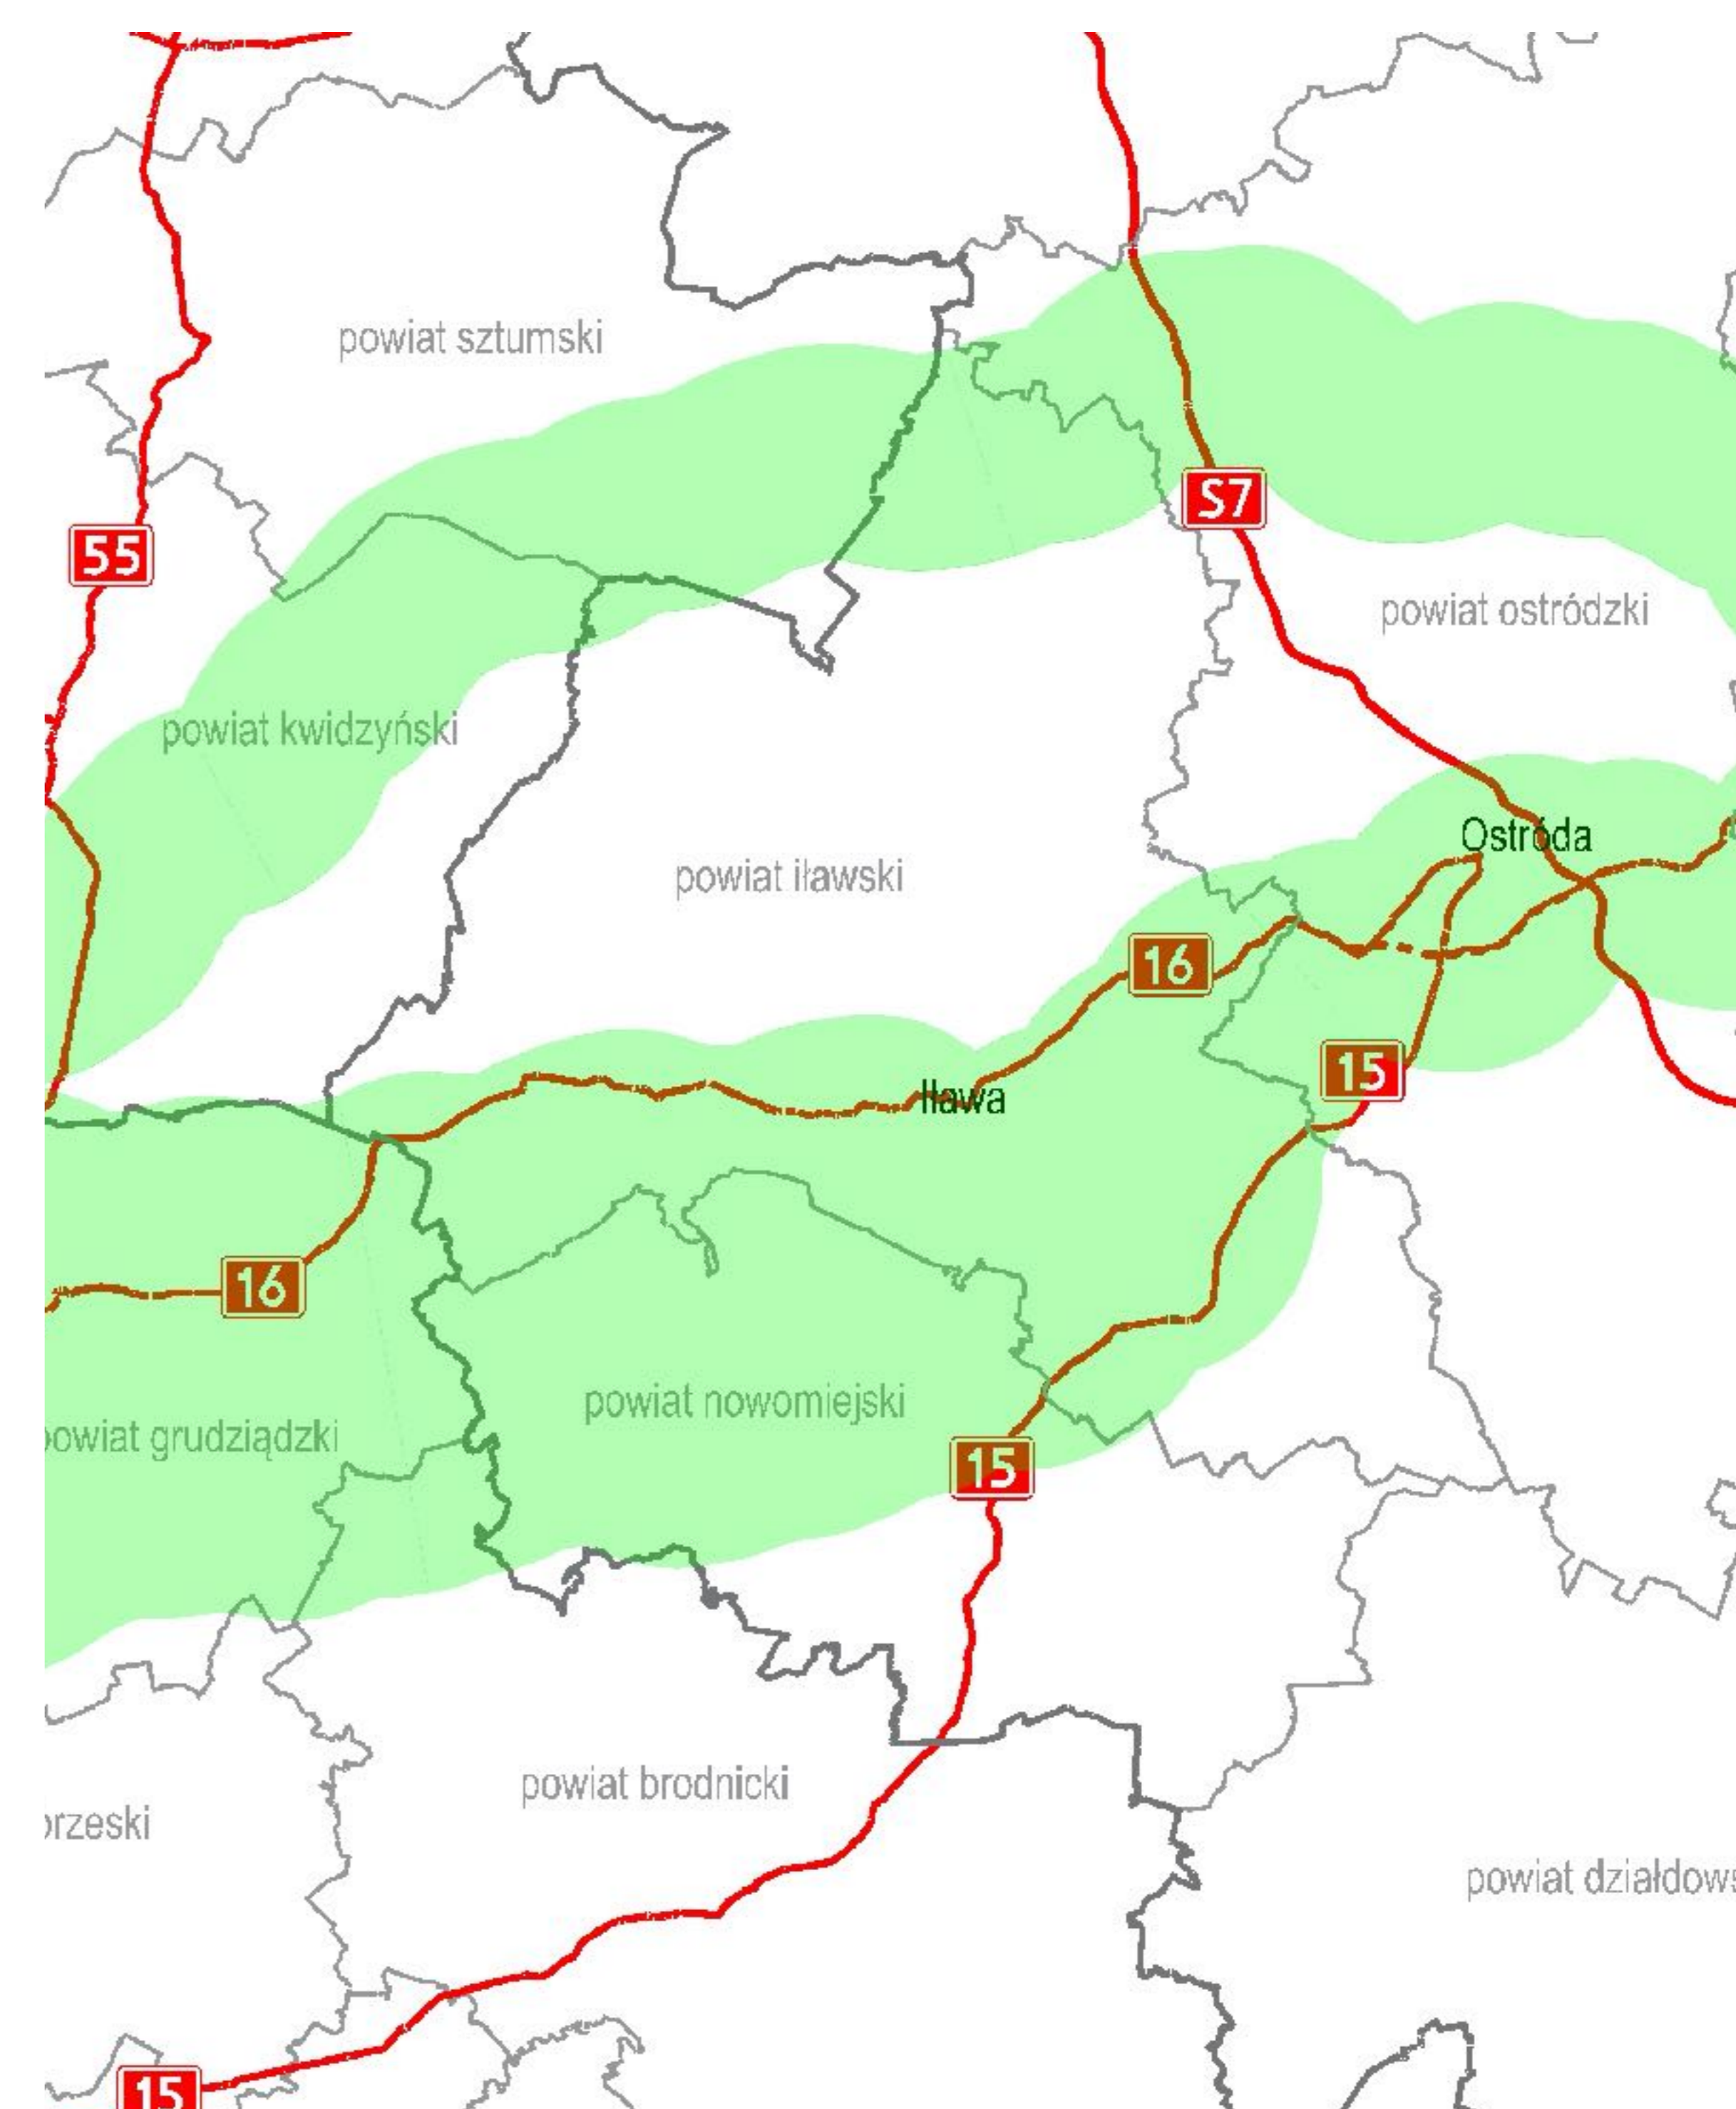 powiat sztumski
S7
55
powiat ostródzki
powiat kwidzyński
Ostróda
powiat iławski
16
15
Iława
16
powiat nowomiejski
powiat grudziądzki
15
powiat brodnicki
rzeski
powiat działdows
15